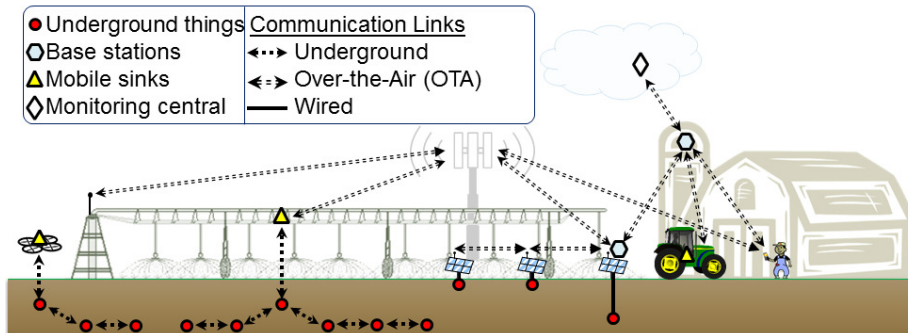 Underground things
Base stations
Mobile sinks
Monitoring central
Communication Links
Underground
Over-the-Air (OTA)
Wired